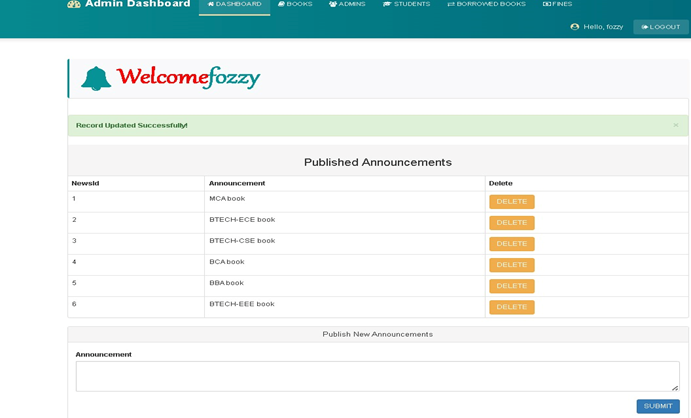 Admin Dashboard DASHBOARD BOOKS ADMINS STUDENTS BORROWED BOOKS FINES
Hello, fozzy LOGOUT
Welcomefozzy
Record Updated Successfully! ×
Published Announcements
NewsId Announcement Delete
1 MCA book DELETE
2 BTECH-ECE book DELETE
3 BTECH-CSE book DELETE
4 BCA book DELETE
5 BBA book DELETE
6 BTECH-EEE book DELETE
Publish New Announcements
Announcement
SUBMIT